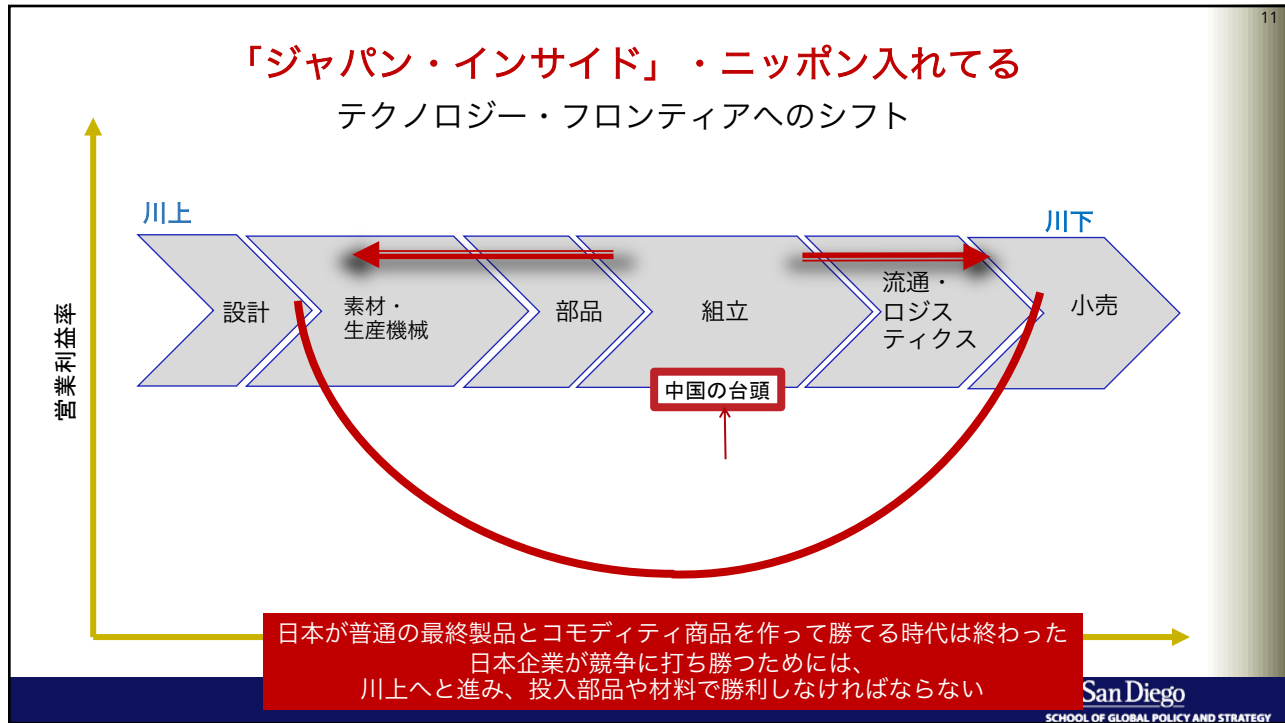 11
「ジャパン・インサイド」・ニッポン入れてる
テクノロジー・フロンティアへのシフト
川上
川下
営業利益率
設計
素材・
生産機械
部品
組立
流通・
ロジス
ティクス
小売
中国の台頭
日本が普通の最終製品とコモディティ商品を作って勝てる時代は終わった
日本企業が競争に打ち勝つためには、
川上へと進み、投入部品や材料で勝利しなければならない
San Diego
SCHOOL OF GLOBAL POLICY AND STRATEGY